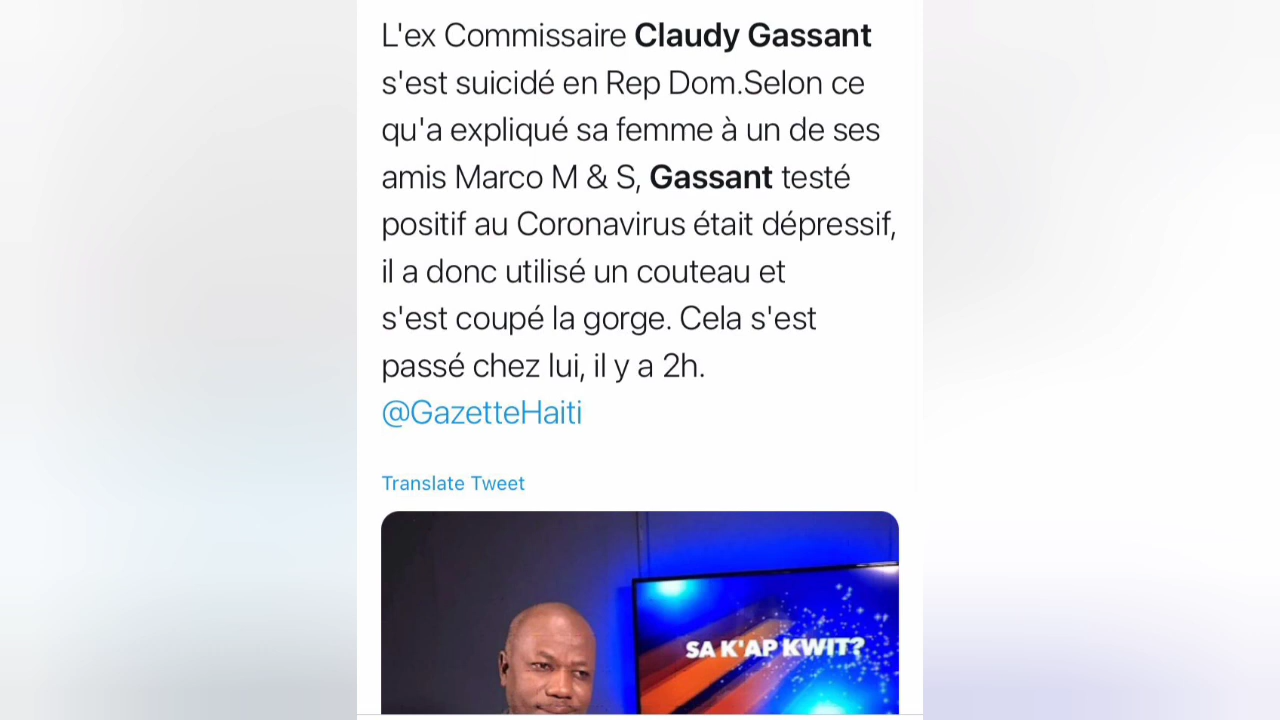 L'ex Commissaire Claudy Gassant
s'est suicidé en Rep Dom.Selon ce
qu'a expliqué sa femme à un de ses
amis Marco M & S, Gassant testé
positif au Coronavirus était dépressif,
il a donc utilisé un couteau et
s'est coupé la gorge. Cela s'est
passé chez lui, il y a 2h.
@GazetteHaiti
Translate Tweet
SA K'AP KWIT?